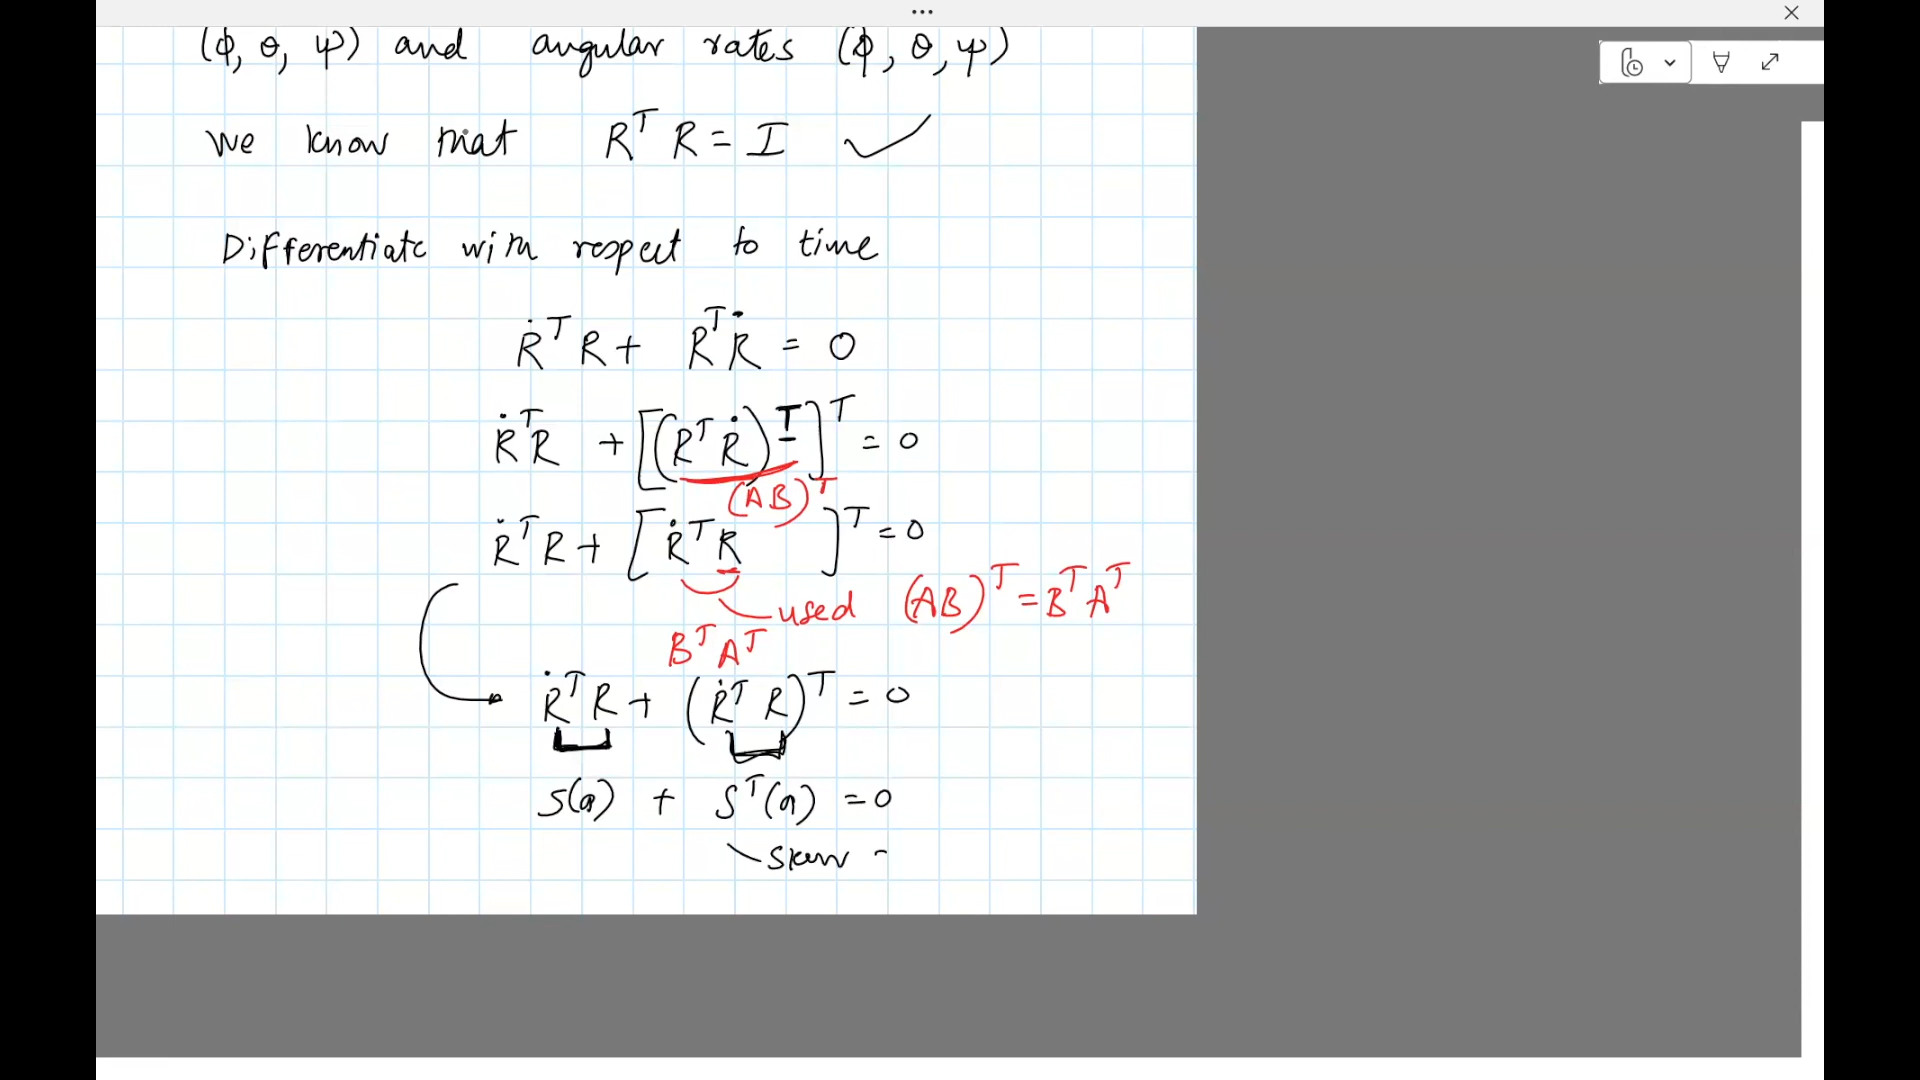 (φ, θ, ψ) and angular rates (φ̇, θ̇, ψ̇)
We know that Rᵀ R = I ✓
Differentiate with respect to time
Ṙᵀ R + Rᵀ Ṙ = 0
ṘᵀR + [(Rᵀ Ṙ)ᵀ]ᵀ = 0
(AB)ᵀ
Ṙᵀ R + [Ṙᵀ R ]ᵀ = 0
used (AB)ᵀ = Bᵀ Aᵀ
Bᵀ Aᵀ
Ṙᵀ R + (Ṙᵀ R)ᵀ = 0
S(a) + Sᵀ(a) = 0
skew -